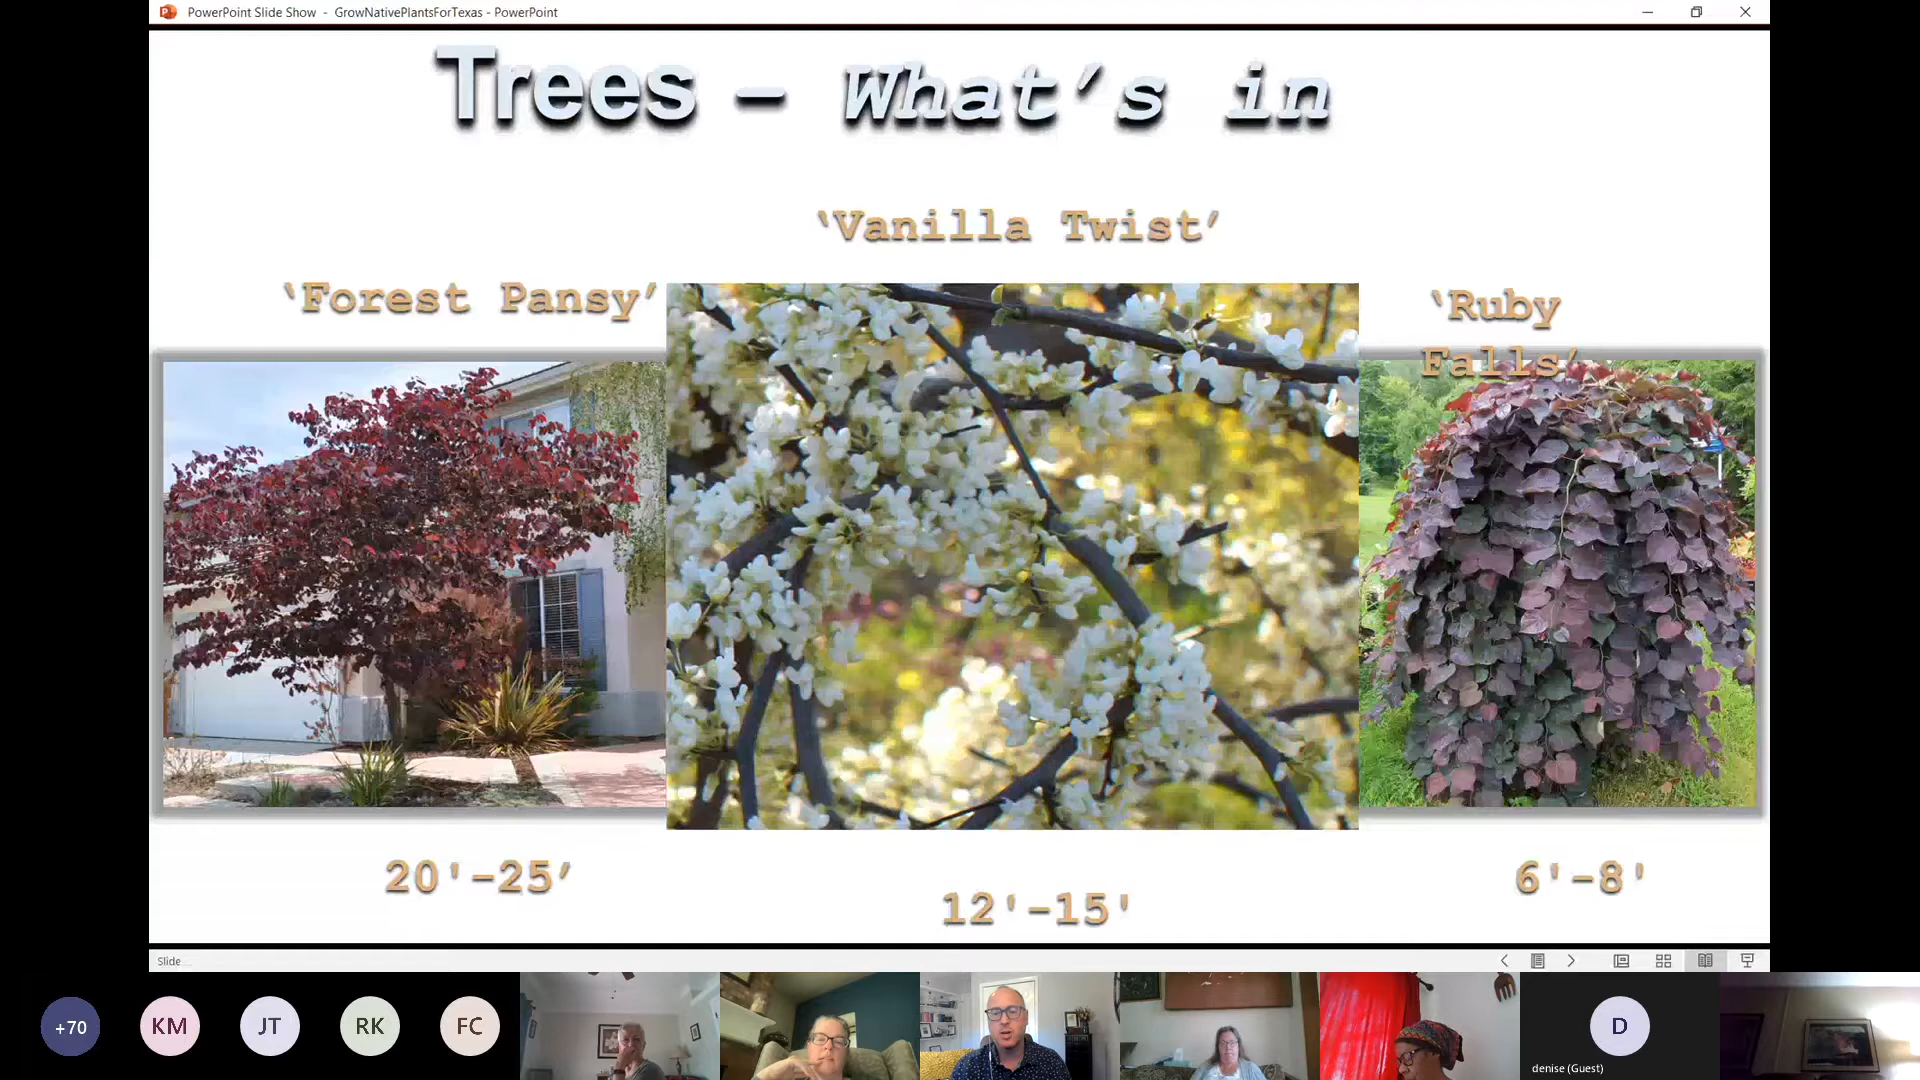 PowerPoint Slide Show - GrowNativePlantsForTexas - PowerPoint
Trees – What’s in
‘Vanilla Twist’
‘Forest Pansy’
‘Ruby
Falls’
20'-25’
12'-15'
6'-8'
Slide
+70
KM
JT
RK
FC
D
denise (Guest)